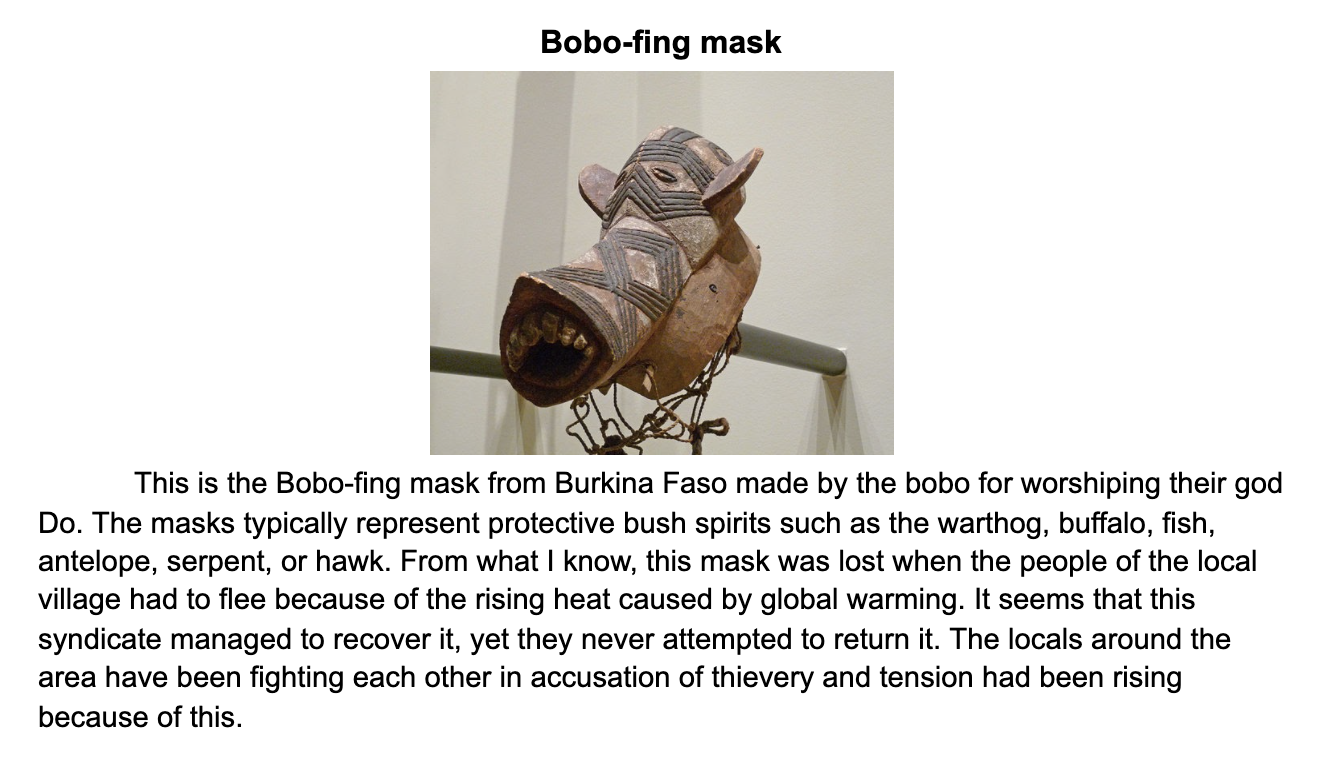 Bobo-fing mask
This is the Bobo-fing mask from Burkina Faso made by the bobo for worshiping their god
Do. The masks typically represent protective bush spirits such as the warthog, buffalo, fish,
antelope, serpent, or hawk. From what I know, this mask was lost when the people of the local
village had to flee because of the rising heat caused by global warming. It seems that this
syndicate managed to recover it, yet they never attempted to return it. The locals around the
area have been fighting each other in accusation of thievery and tension had been rising
because of this.